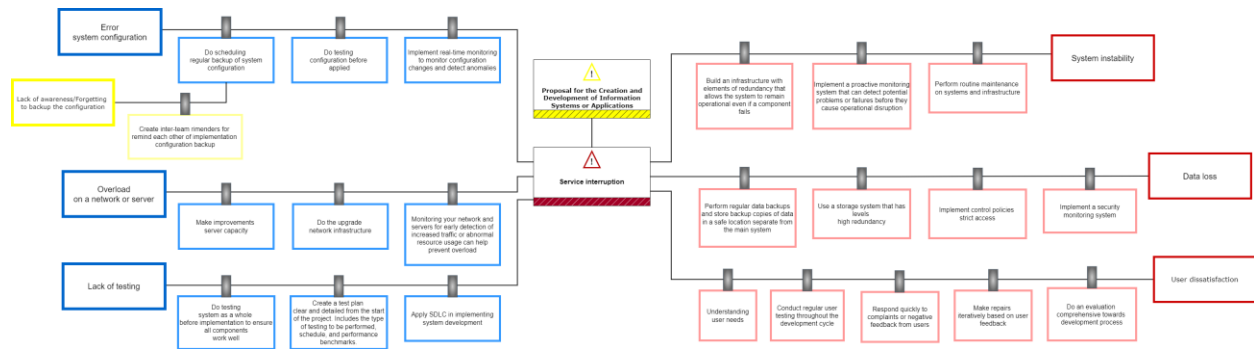 Error
system configuration
Do scheduling
regular backup of system
configuration
Do testing
configuration before
applied
Implement real-time monitoring
to monitor configuration
changes and detect anomalies
Lack of awareness/Forgetting
to backup the configuration
Create inter-team rmenders for
remind each other of implementation
configuration backup
Overload
on a network or server
Make improvements
server capacity
Do the upgrade
network infrastructure
Monitoring your network and
servers for early detection of
increased traffic or abnormal
resource usage can help
prevent overload
Lack of testing
Do testing
system as a whole
before implementation to ensure
all components
work well
Create a test plan
clear and detailed from the start
of the project. Includes the type
of testing to be performed,
schedule, and performance
benchmarks.
Apply SDLC in implementing
system development
Proposal for the Creation and
Development of Information
Systems or Applications
Service interruption
Build an infrastructure with
elements of redundancy that
allows the system to remain
operational even if a component
fails
Implement a proactive monitoring
system that can detect potential
problems or failures before they
cause operational disruption
Perform routine maintenance
on systems and infrastructure
System instability
Perform regular data backups
and store backup copies of data
in a safe location separate from
the main system
Use a storage system that has
levels
high redundancy
Implement control policies
strict access
Implement a security
monitoring system
Data loss
Understanding
user needs
Conduct regular user
testing throughout the
development cycle
Respond quickly to
complaints or negative
feedback from users
Make repairs
iteratively based on user
feedback
Do an evaluation
comprehensive towards
development process
User dissatisfaction